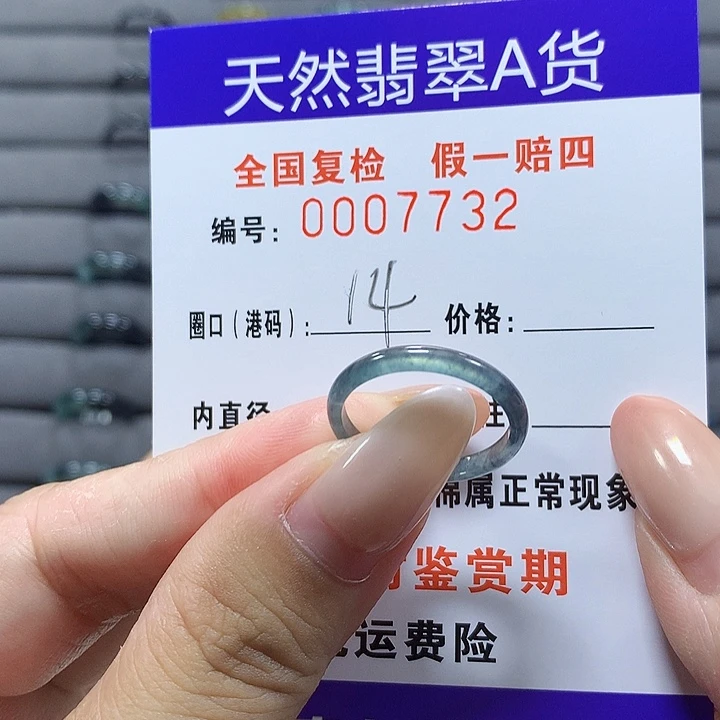 天然翡翠A货
全国复检 假一赔四
编号: 0007732
圈口(港码): 14 价格:
内直径
棉属正常现象
鉴赏期
运费险